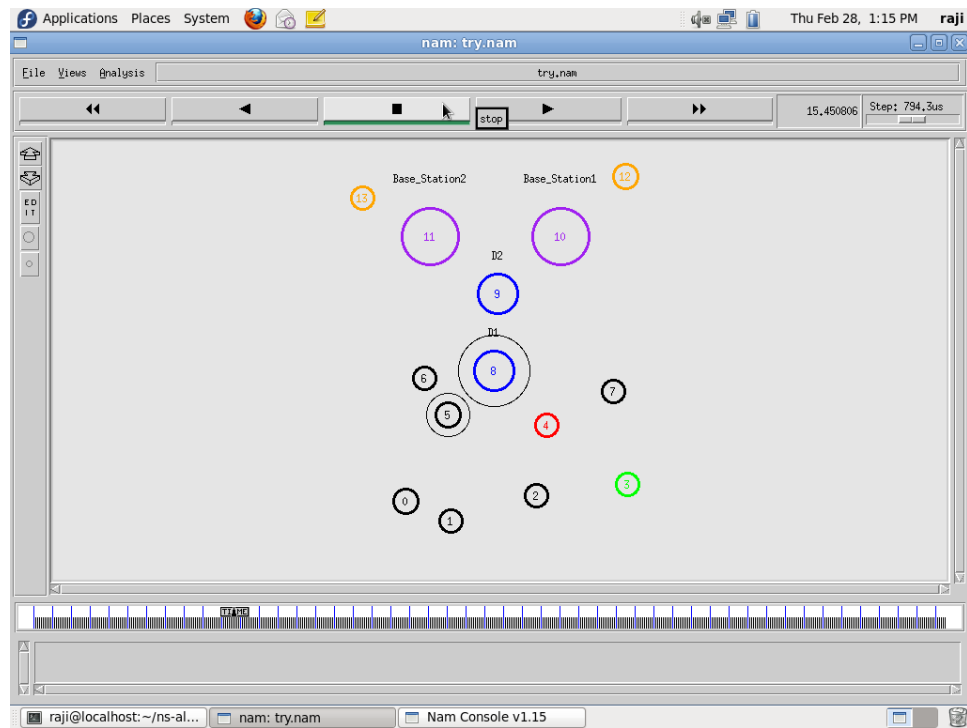 Applications Places System Thu Feb 28, 1:15 PM raji
nam: try.nam
File Views Analysis try.nam
15.450806 Step: 794.3us
stop
ED
IT
Base_Station2 Base_Station1 12
13
11 10
D2
9
D1
8
6
7
5
4
3
2
0
1
TIME
raji@localhost:~/ns-al... nam: try.nam Nam Console v1.15